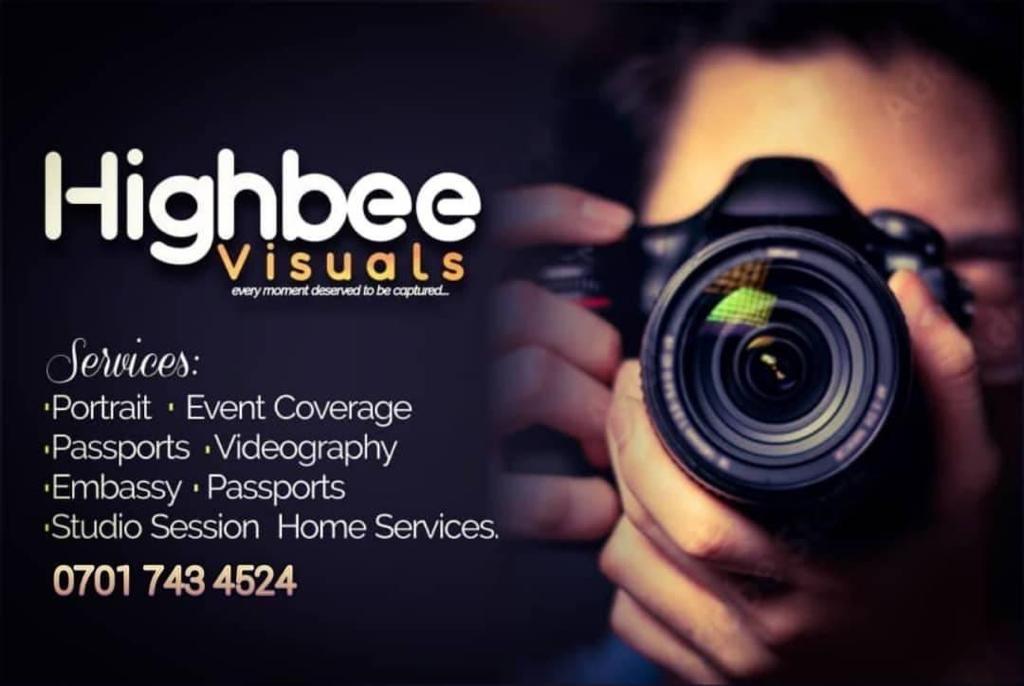 Highbee
Visuals
every moment deserved to be captured...
Services:
·Portrait · Event Coverage
·Passports ·Videography
·Embassy · Passports
·Studio Session Home Services.
0701 743 4524